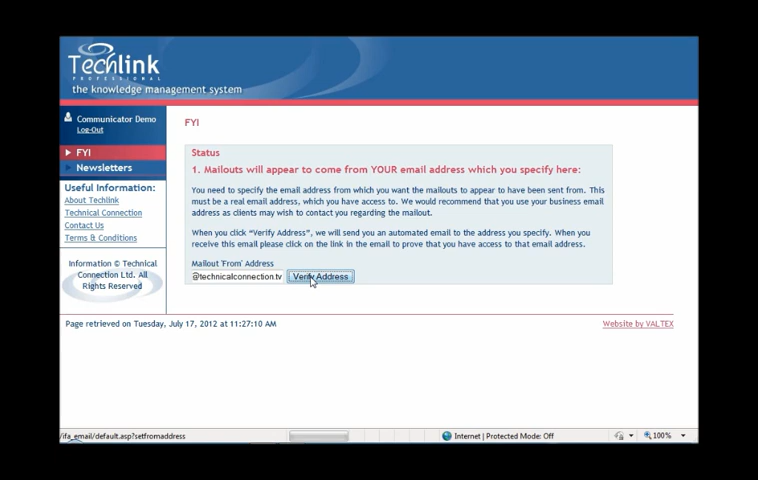 Techlink
PROFESSIONAL
the knowledge management system
Communicator Demo
Log-Out
FYI
Newsletters
Useful Information:
About Techlink
Technical Connection
Contact Us
Terms & Conditions
Information © Technical
Connection Ltd. All
Rights Reserved
FYI
Status
1. Mailouts will appear to come from YOUR email address which you specify here:
You need to specify the email address from which you want the mailouts to appear to have been sent from. This
must be a real email address, which you have access to. We would recommend that you use your business email
address as clients may wish to contact you regarding the mailout.
When you click "Verify Address", we will send you an automated email to the address you specify. When you
receive this email please click on the link in the email to prove that you have access to that email address.
Mailout 'From' Address
@technicalconnection.tv
Verify Address
Page retrieved on Tuesday, July 17, 2012 at 11:27:10 AM
Website by VALTEX
/ifa_email/default.asp?setfromaddress
Internet | Protected Mode: Off
100%